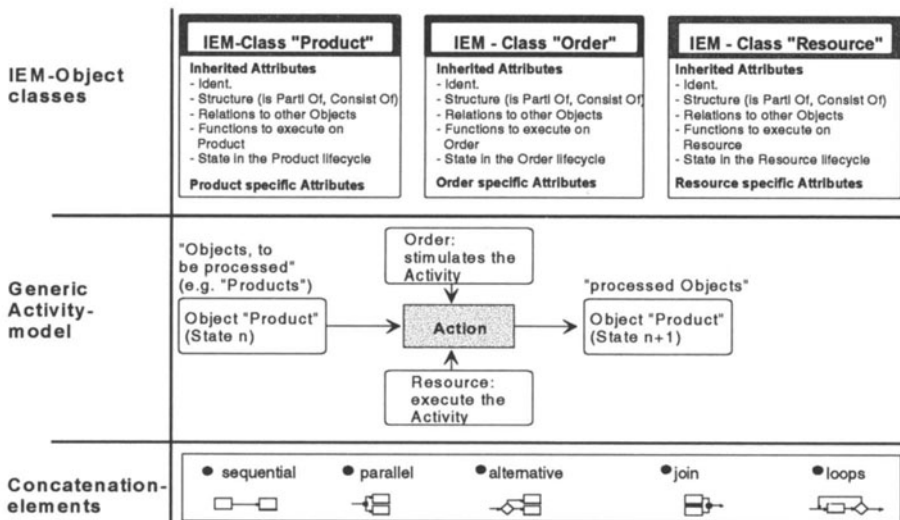 IEM-Object
classes
IEM-Class "Product"
Inherited Attributes
- Ident.
- Structure (is Part Of, Consist Of)
- Relations to other Objects
- Functions to execute on
Product
- State in the Product lifecycle
Product specific Attributes
IEM - Class "Order"
Inherited Attributes
- Ident.
- Structure (is Parti Of, Consist Of)
- Relations to other Objects
- Functions to execute on
Order
- State in the Order lifecycle
Order specific Attributes
IEM - Class "Resource"
Inherited Attributes
- Ident.
- Structure (is Parti Of, Consist Of)
- Relations to other Objects
- Functions to execute on
Resource
- State in the Resource lifecycle
Resource specific Attributes
Generic
Activity-
model
"Objects, to
be processed"
(e.g. "Products")
Object "Product"
(State n)
Order:
stimulates the
Activity
Action
Resource:
execute the
Activity
"processed Objects"
Object "Product"
(State n+1)
Concatenation-
elements
sequential
parallel
alternative
join
loops